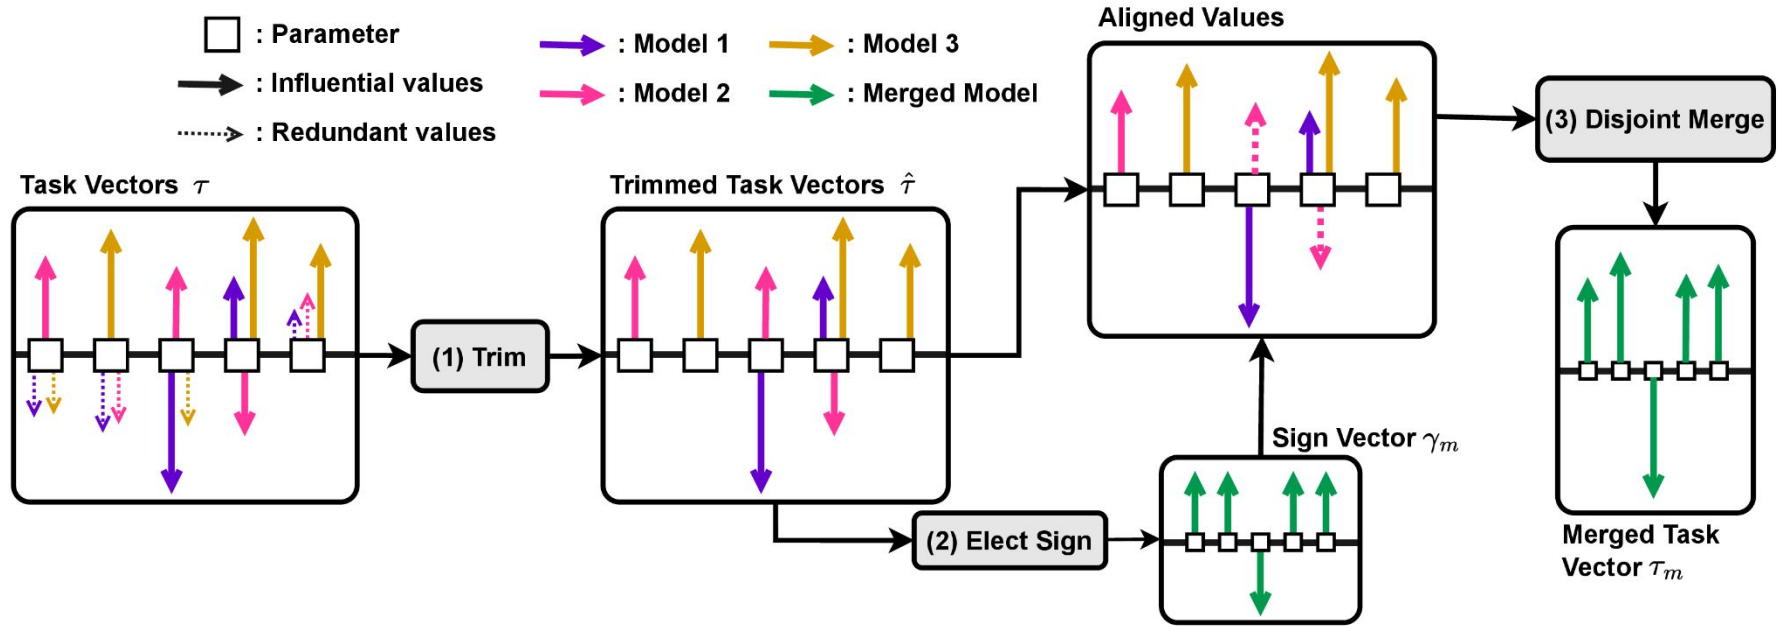 : Parameter
: Influential values
: Redundant values
: Model 1
: Model 2
: Model 3
: Merged Model
Task Vectors τ
(1) Trim
Trimmed Task Vectors τ̂
(2) Elect Sign
Sign Vector γₘ
Aligned Values
(3) Disjoint Merge
Merged Task
Vector τₘ